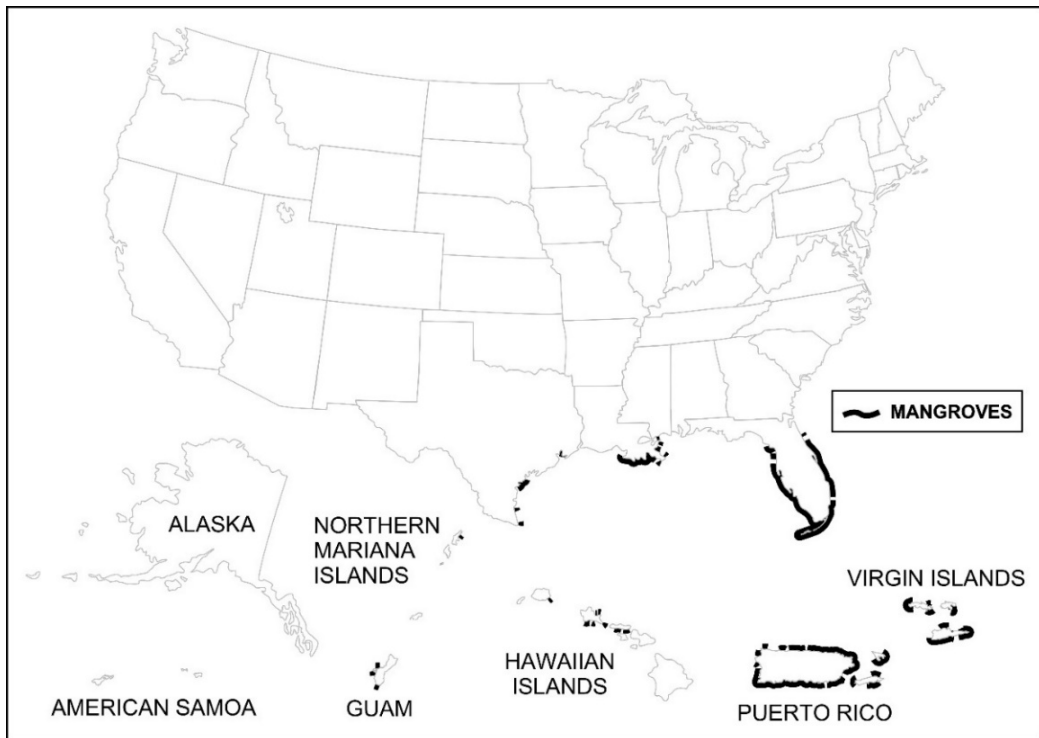 MANGROVES
ALASKA
NORTHERN
MARIANA
ISLANDS
VIRGIN ISLANDS
HAWAIIAN
ISLANDS
AMERICAN SAMOA
GUAM
PUERTO RICO